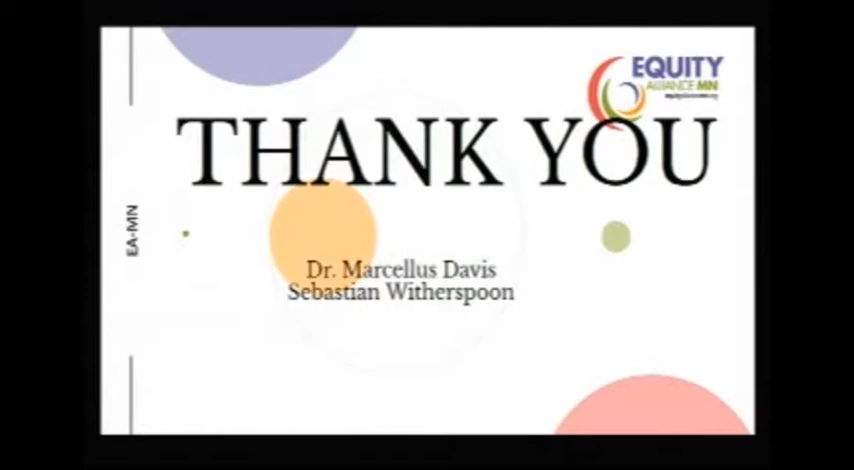 EQUITY
ALLIANCE MN
THANK YOU
EA-MN
Dr. Marcellus Davis
Sebastian Witherspoon